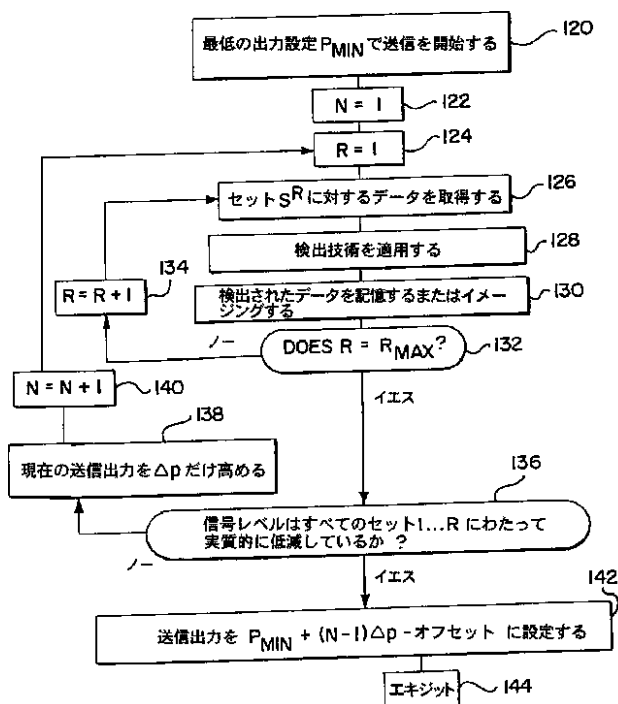 最低の出力設定PMINで送信を開始する
120
N = 1
122
R = 1
124
セットSRに対するデータを取得する
126
検出技術を適用する
128
検出されたデータを記憶するまたはイメー
ジングする
130
R = R + 1
134
DOES R = RMAX?
132
ノー
イエス
N = N + 1
140
138
現在の送信出力を△pだけ高める
136
信号レベルはすべてのセット1...Rにわたって
実質的に低減しているか ?
ノー
イエス
142
送信出力を PMIN + (N-1)△p -オフセット に設定する
エキジット
144